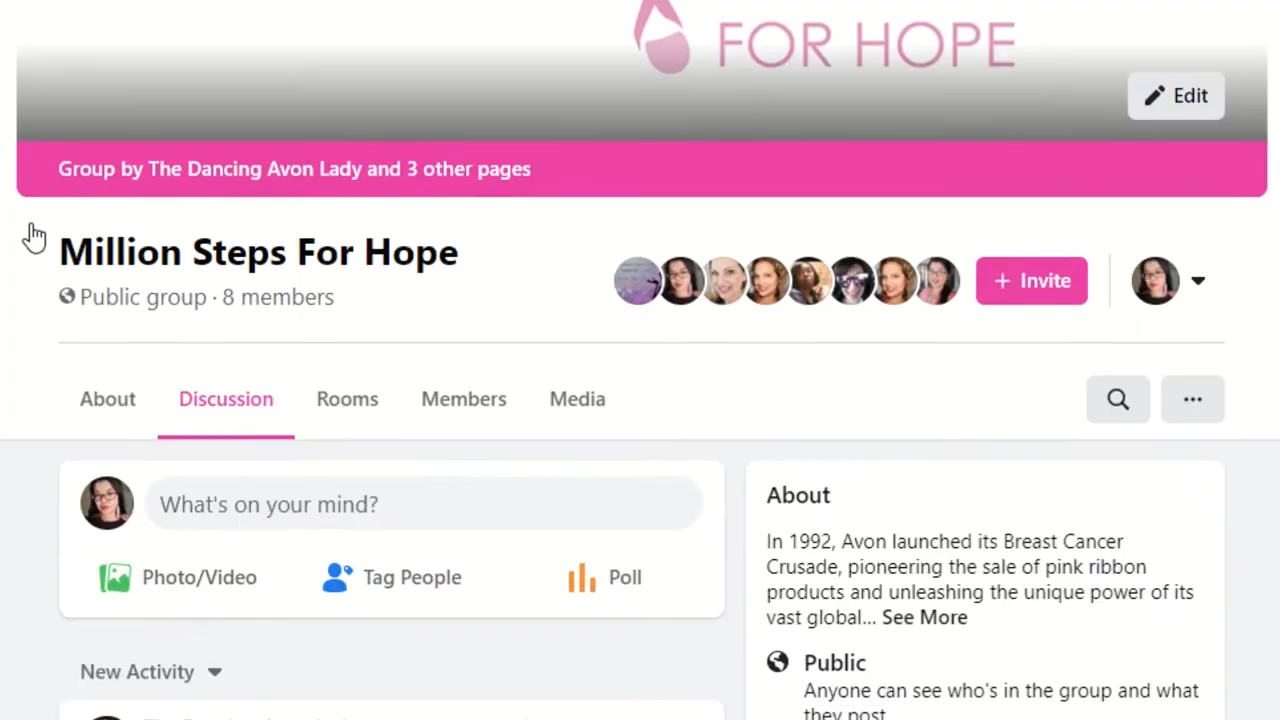 FOR HOPE
Edit
Group by The Dancing Avon Lady and 3 other pages
Million Steps For Hope
Public group · 8 members
+ Invite
About Discussion Rooms Members Media
What's on your mind?
Photo/Video Tag People Poll
New Activity
About
In 1992, Avon launched its Breast Cancer
Crusade, pioneering the sale of pink ribbon
products and unleashing the unique power of its
vast global... See More
Public
Anyone can see who's in the group and what
they post.